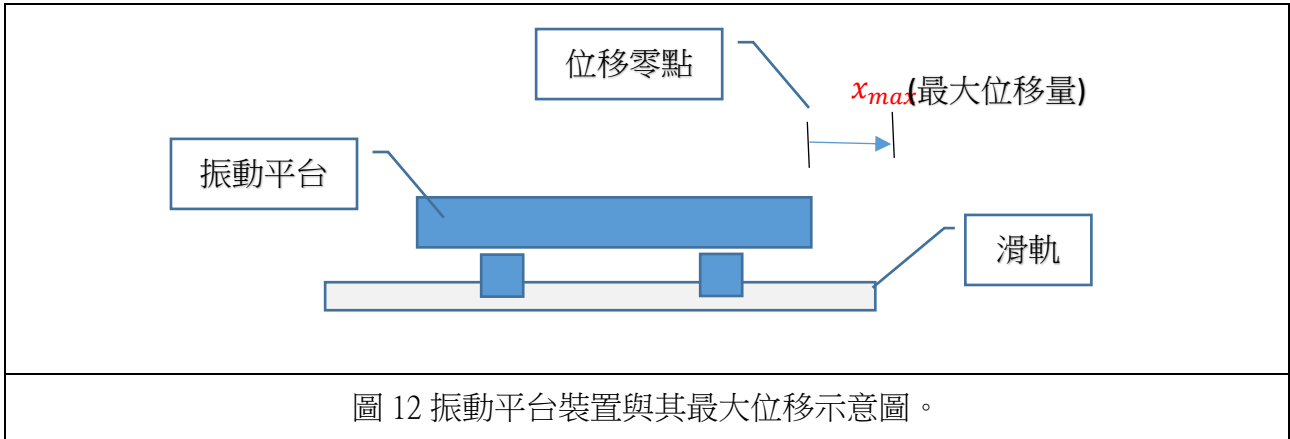 位移零點
x_max(最大位移量)
振動平台
滑軌
圖 12 振動平台裝置與其最大位移示意圖。